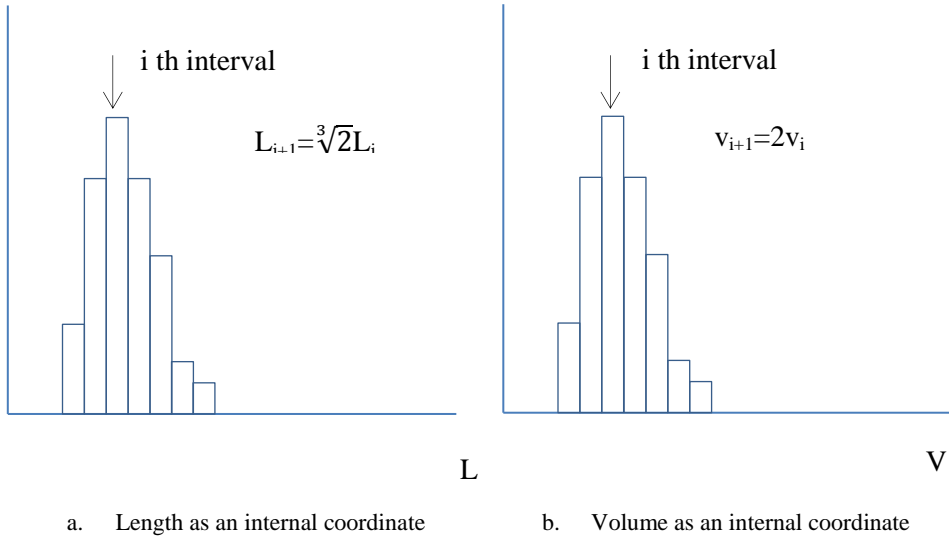 i th interval
L_{i+1}=∛2L_i
L
a. Length as an internal coordinate
i th interval
v_{i+1}=2v_i
V
b. Volume as an internal coordinate